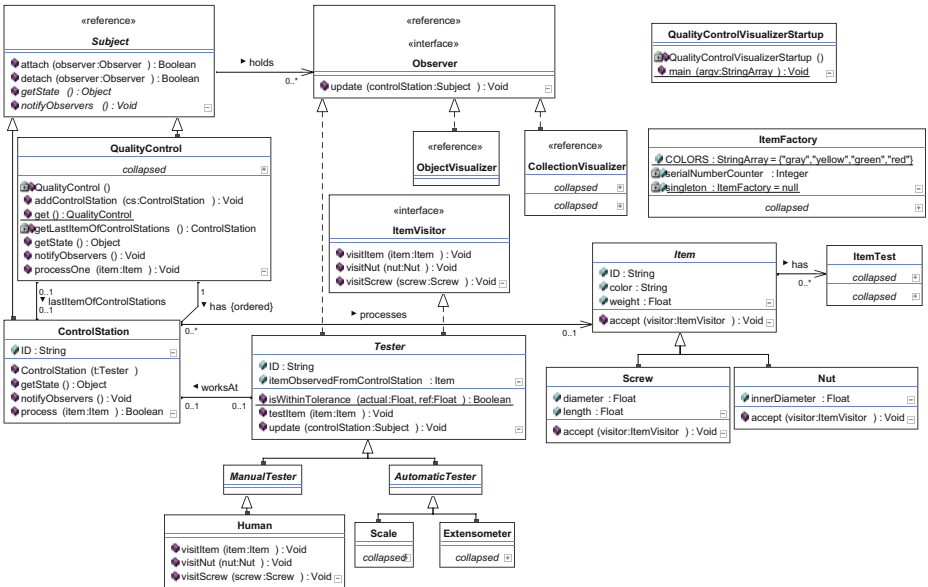 «reference»
Subject
attach (observer:Observer ) : Boolean
detach (observer:Observer ) : Boolean
getState () : Object
notifyObservers () : Void
holds
0..*
«reference»
«interface»
Observer
update (controlStation:Subject ) : Void
QualityControlVisualizerStartup
QualityControlVisualizerStartup ()
main (argv:StringArray ) : Void
QualityControl
collapsed
QualityControl ()
addControlStation (cs:ControlStation ) : Void
get () : QualityControl
getLastItemOfControlStations () : ControlStation
getState () : Object
notifyObservers () : Void
processOne (item:Item ) : Void
«reference»
ObjectVisualizer
«reference»
CollectionVisualizer
collapsed
collapsed
ItemFactory
COLORS : StringArray = {"gray","yellow","green","red"}
serialNumberCounter : Integer
singleton : ItemFactory = null
collapsed
«interface»
ItemVisitor
visitItem (item:Item ) : Void
visitNut (nut:Nut ) : Void
visitScrew (screw:Screw ) : Void
Item
ID : String
color : String
weight : Float
accept (visitor:ItemVisitor ) : Void
has
0..*
ItemTest
collapsed
collapsed
0..1
lastItemOfControlStations
0..1
1
has {ordered}
0..*
processes
0..1
ControlStation
ID : String
ControlStation (t:Tester )
getState () : Object
notifyObservers () : Void
process (item:Item ) : Boolean
worksAt
0..1
0..1
Tester
ID : String
itemObservedFromControlStation : Item
isWithinTolerance (actual:Float, ref:Float ) : Boolean
testItem (item:Item ) : Void
update (controlStation:Subject ) : Void
Screw
diameter : Float
length : Float
accept (visitor:ItemVisitor ) : Void
Nut
innerDiameter : Float
accept (visitor:ItemVisitor ) : Void
ManualTester
AutomaticTester
Human
visitItem (item:Item ) : Void
visitNut (nut:Nut ) : Void
visitScrew (screw:Screw ) : Void
Scale
collapsed
Extensometer
collapsed